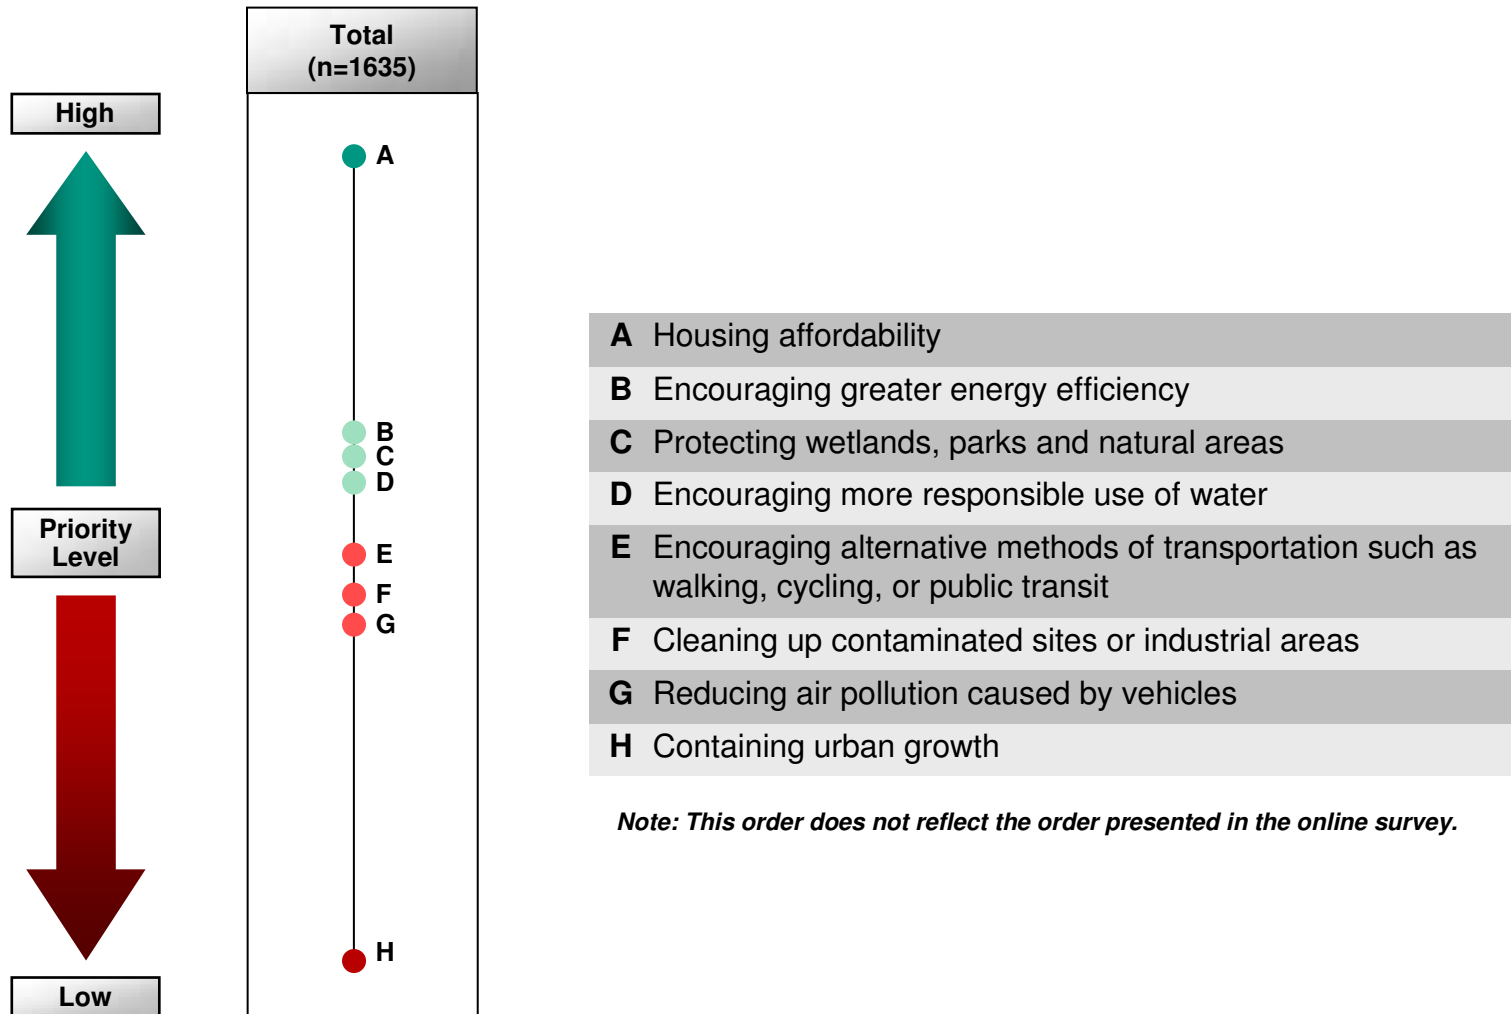 Total
(n=1635)
High
A
B
C
D
Priority
Level
E
F
G
H
Low
A Housing affordability
B Encouraging greater energy efficiency
C Protecting wetlands, parks and natural areas
D Encouraging more responsible use of water
E Encouraging alternative methods of transportation such as
walking, cycling, or public transit
F Cleaning up contaminated sites or industrial areas
G Reducing air pollution caused by vehicles
H Containing urban growth
Note: This order does not reflect the order presented in the online survey.